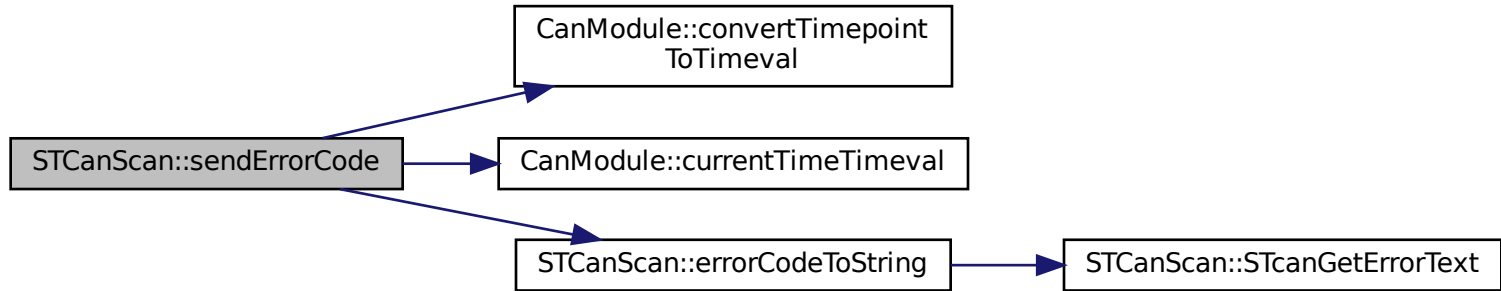 CanModule::convertTimepoint
ToTimeval
STCanScan::sendErrorCode
CanModule::currentTimeTimeval
STCanScan::errorCodeToString
STCanScan::STcanGetErrorText